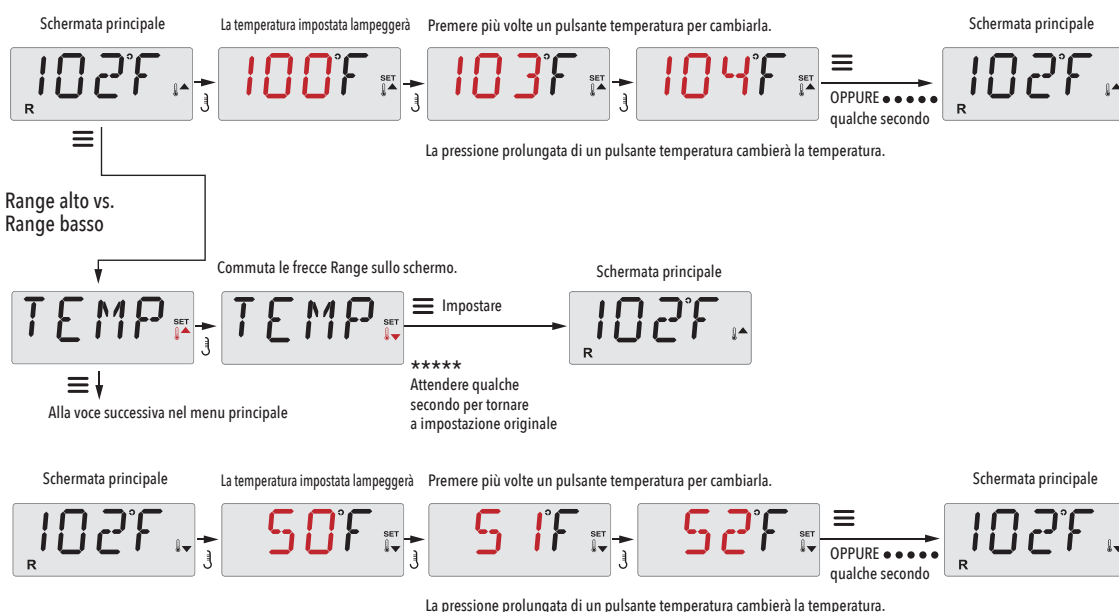 Schermata principale
La temperatura impostata lampeggerà
Premere più volte un pulsante temperatura per cambiarla.
Schermata principale
102°F
R
100°F
SET
103°F
SET
104°F
SET
OPPURE
qualche secondo
102°F
R
La pressione prolungata di un pulsante temperatura cambierà la temperatura.
Range alto vs.
Range basso
Commuta le frecce Range sullo schermo.
Schermata principale
TEMP
SET
TEMP
SET
Impostare
102°F
R
*****
Attendere qualche
secondo per tornare
a impostazione originale
Alla voce successiva nel menu principale
Schermata principale
La temperatura impostata lampeggerà
Premere più volte un pulsante temperatura per cambiarla.
Schermata principale
102°F
R
50°F
SET
51°F
SET
52°F
SET
OPPURE
qualche secondo
102°F
R
La pressione prolungata di un pulsante temperatura cambierà la temperatura.